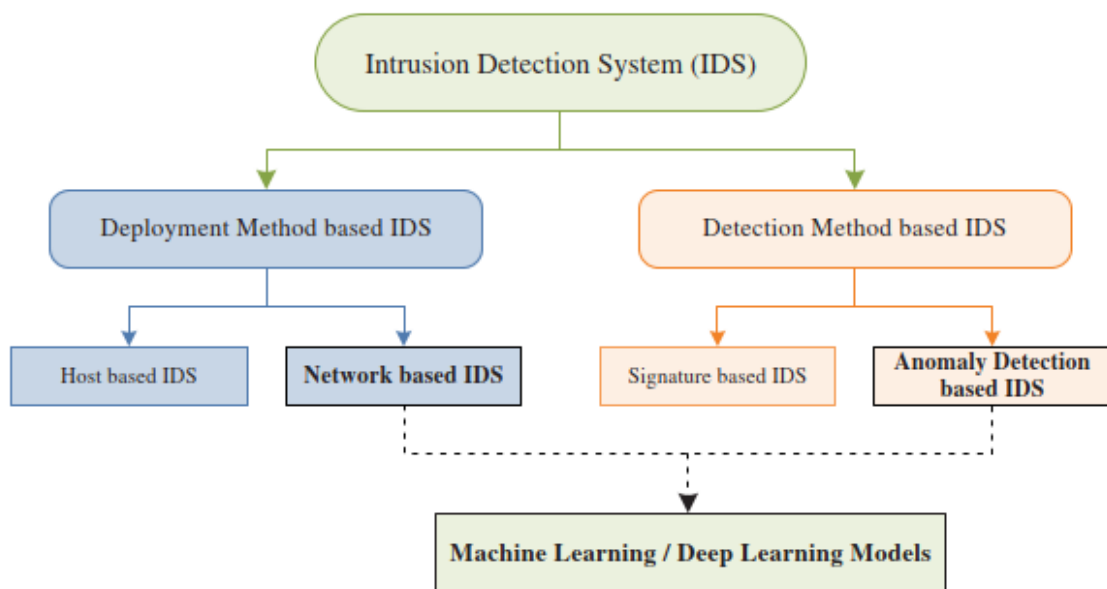 Intrusion Detection System (IDS)
Deployment Method based IDS
Detection Method based IDS
Host based IDS
Network based IDS
Signature based IDS
Anomaly Detection
based IDS
Machine Learning / Deep Learning Models